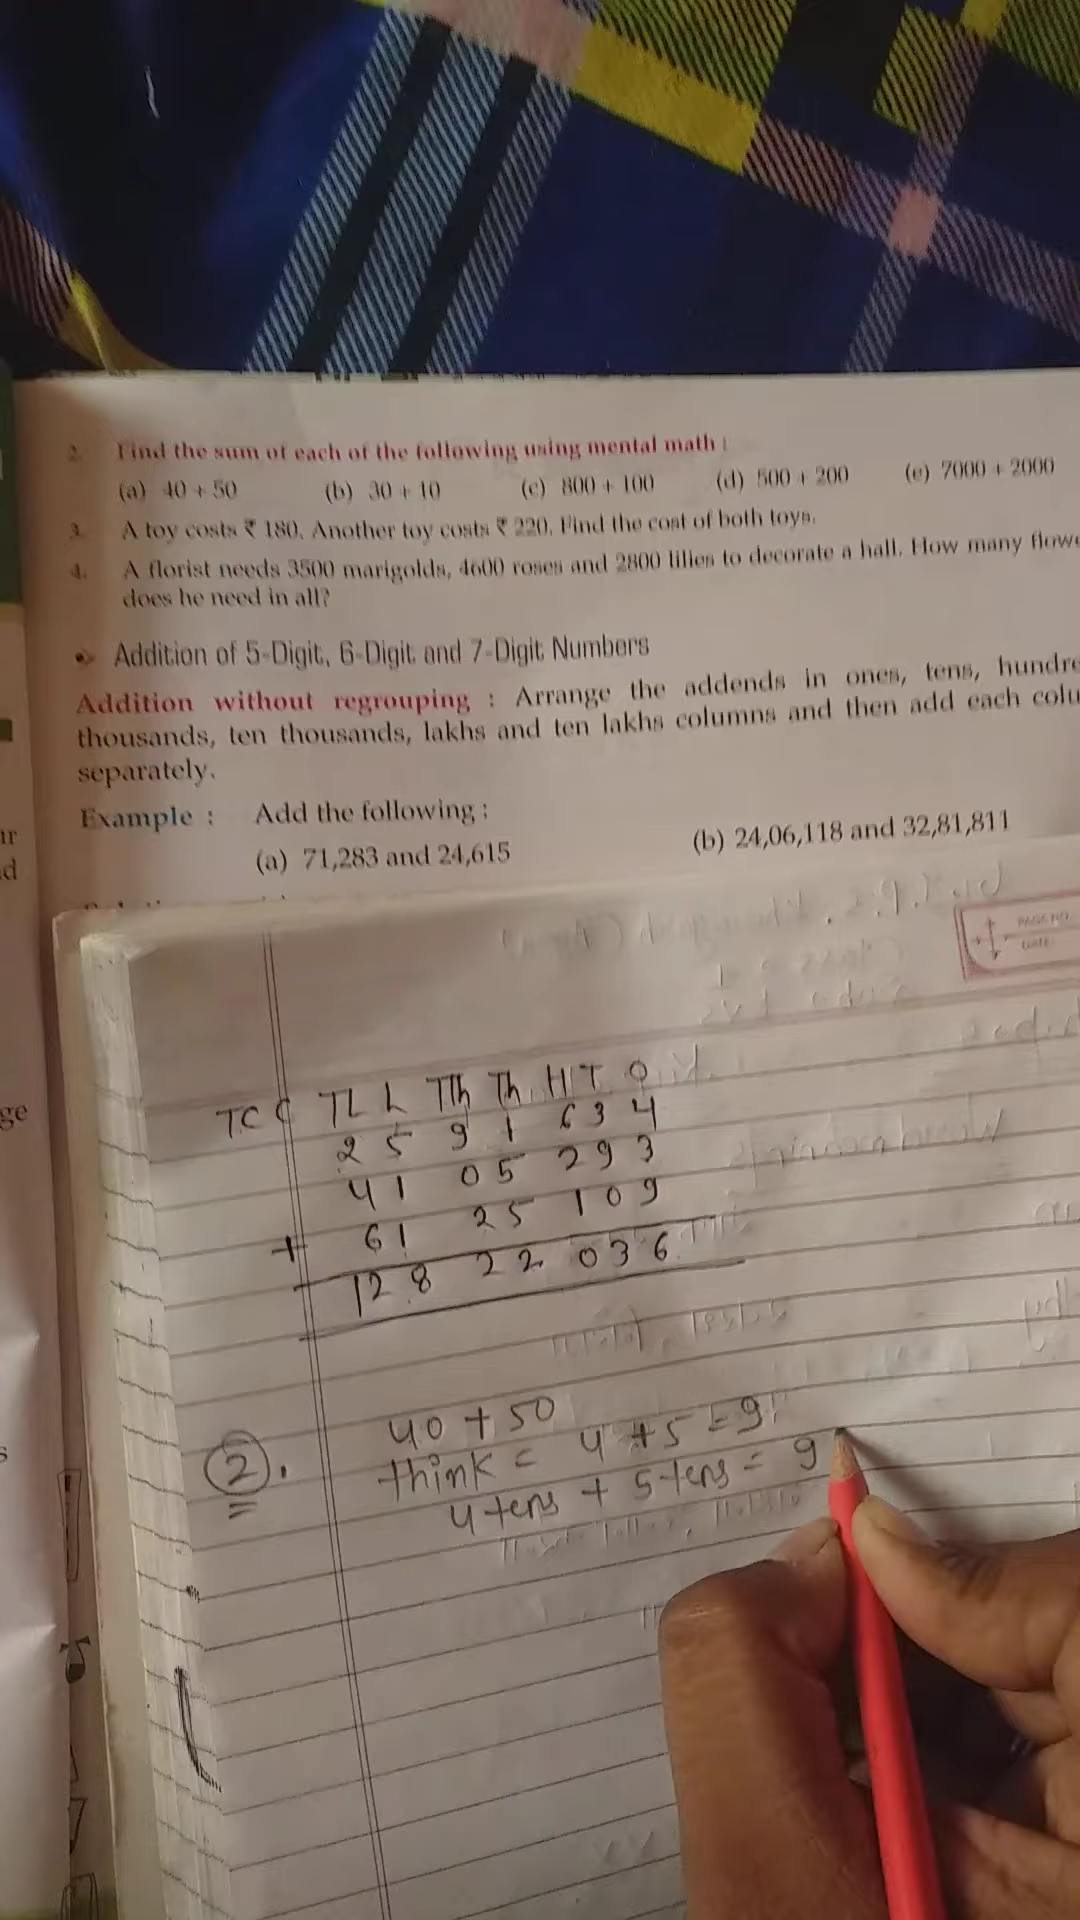 2. Find the sum of each of the following using mental math :
(a) 40 + 50 (b) 30 + 10 (c) 800 + 100 (d) 500 + 200 (e) 7000 + 2000
3. A toy costs ₹ 180. Another toy costs ₹ 220. Find the cost of both toys.
4. A florist needs 3500 marigolds, 4600 roses and 2800 lilies to decorate a hall. How many flowe
does he need in all?
Addition of 5-Digit, 6-Digit and 7-Digit Numbers
Addition without regrouping : Arrange the addends in ones, tens, hundre
thousands, ten thousands, lakhs and ten lakhs columns and then add each colu
separately.
Example : Add the following :
(a) 71,283 and 24,615 (b) 24,06,118 and 32,81,811
ur
d
ge
PAGE NO.
DATE
TC C TL L TTh Th H T O
2 5 9 1 6 3 4
4 1 0 5 2 9 3
+ 6 1 2 5 1 0 9
12 8 2 2 0 3 6
2. 40 + 50
think = 4 + 5 = 9
4 tens + 5 tens = 9